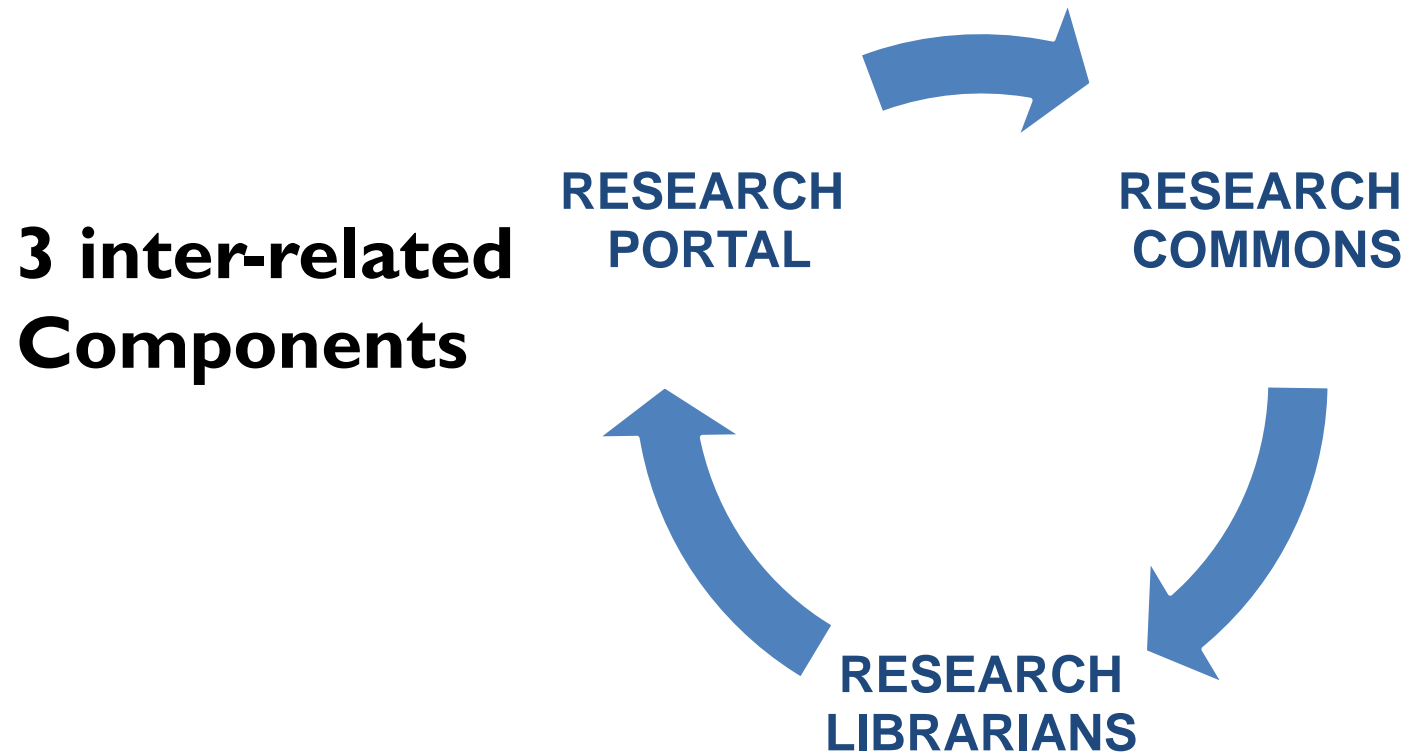 3 inter-related
Components
RESEARCH
PORTAL
RESEARCH
COMMONS
RESEARCH
LIBRARIANS